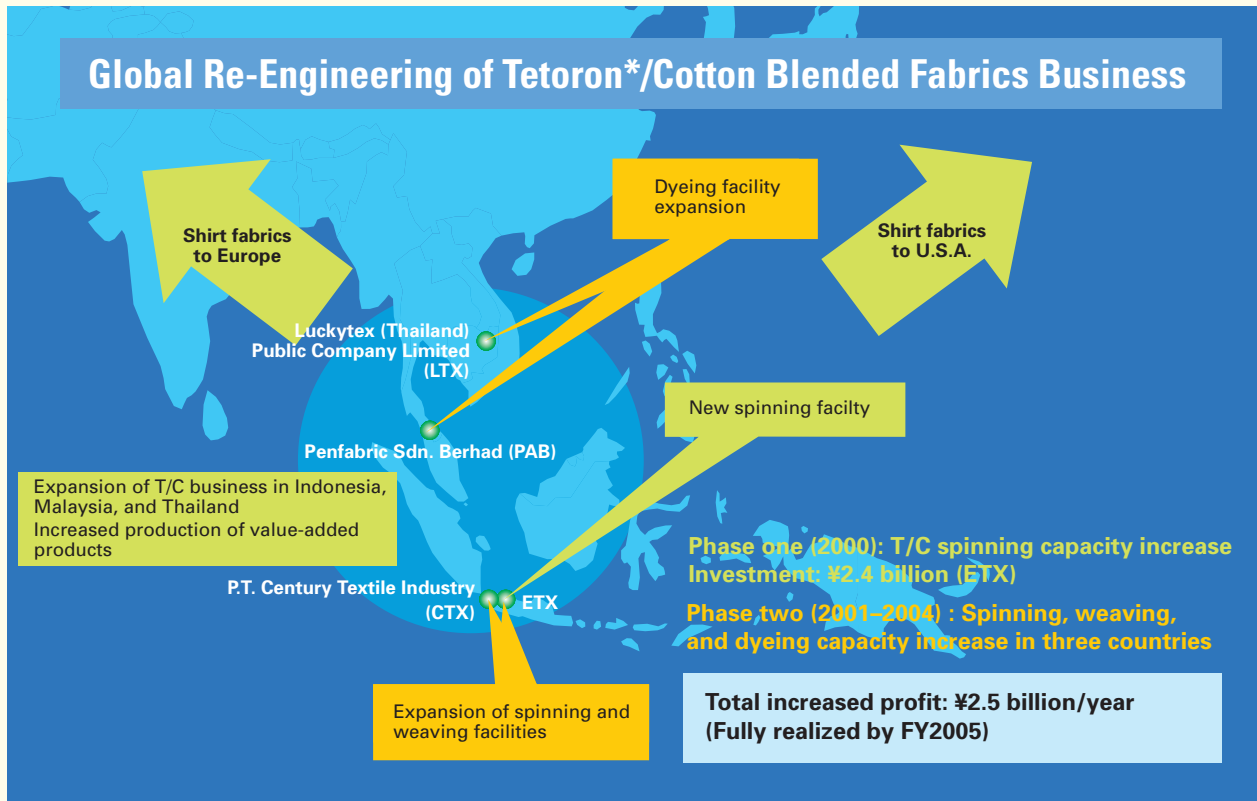 Global Re-Engineering of Tetoron*/Cotton Blended Fabrics Business
Dyeing facility
expansion
Shirt fabrics
to Europe
Shirt fabrics
to U.S.A.
Luckytex (Thailand)
Public Company Limited
(LTX)
New spinning facilty
Penfabric Sdn. Berhad (PAB)
Expansion of T/C business in Indonesia,
Malaysia, and Thailand
Increased production of value-added
products
Phase one (2000): T/C spinning capacity increase
Investment: ¥2.4 billion (ETX)
P.T. Century Textile Industry
(CTX)
ETX
Phase two (2001–2004) : Spinning, weaving,
and dyeing capacity increase in three countries
Expansion of spinning and
weaving facilities
Total increased profit: ¥2.5 billion/year
(Fully realized by FY2005)